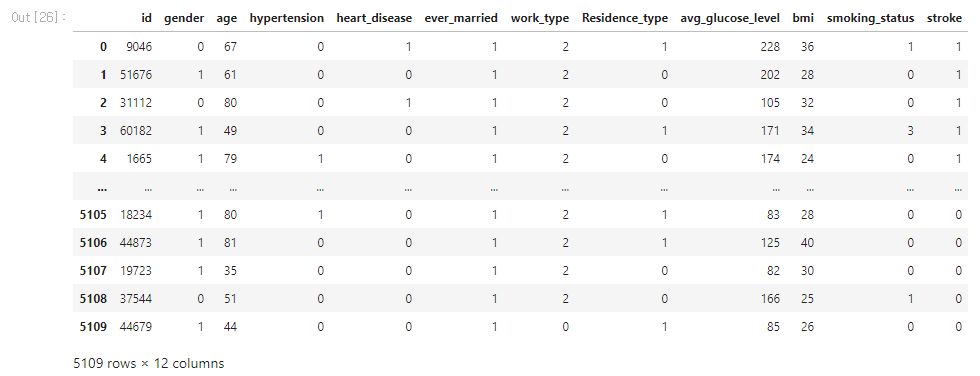 Out [26]:
id gender age hypertension heart_disease ever_married work_type Residence_type avg_glucose_level bmi smoking_status stroke
0 9046 0 67 0 1 1 2 1 228 36 1 1
1 51676 1 61 0 0 1 2 0 202 28 0 1
2 31112 0 80 0 1 1 2 0 105 32 0 1
3 60182 1 49 0 0 1 2 1 171 34 3 1
4 1665 1 79 1 0 1 2 0 174 24 0 1
... ... ... ... ... ... ... ... ... ... ... ... ...
5105 18234 1 80 1 0 1 2 1 83 28 0 0
5106 44873 1 81 0 0 1 2 1 125 40 0 0
5107 19723 1 35 0 0 1 2 0 82 30 0 0
5108 37544 0 51 0 0 1 2 0 166 25 1 0
5109 44679 1 44 0 0 1 0 1 85 26 0 0
5109 rows × 12 columns